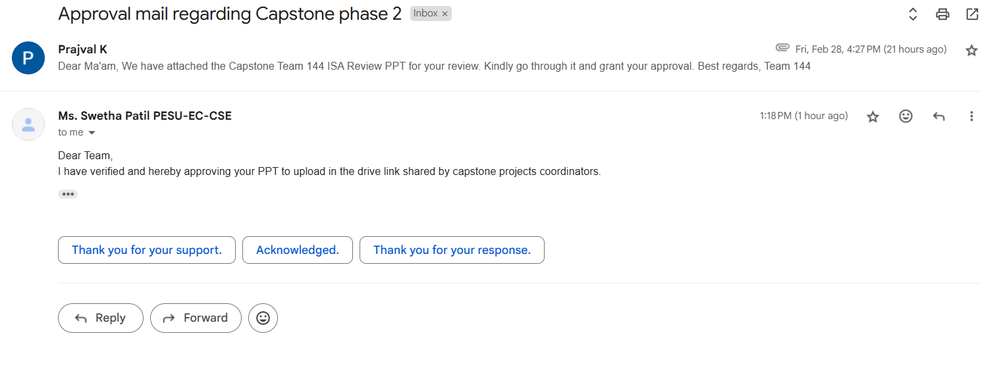 Approval mail regarding Capstone phase 2 Inbox ×
P
Prajval K
Fri, Feb 28, 4:27 PM (21 hours ago)
Dear Ma'am, We have attached the Capstone Team 144 ISA Review PPT for your review. Kindly go through it and grant your approval. Best regards, Team 144
Ms. Swetha Patil PESU-EC-CSE
1:18 PM (1 hour ago)
to me
Dear Team,
I have verified and hereby approving your PPT to upload in the drive link shared by capstone projects coordinators.
Thank you for your support. Acknowledged. Thank you for your response.
Reply Forward